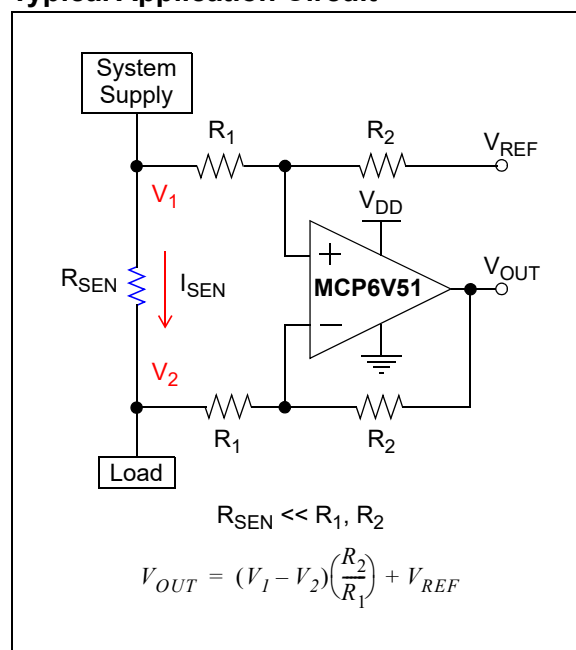 Typical Application Circuit
System
Supply
R1
R2
VREF
V1
VDD
RSEN
ISEN
+
MCP6V51
VOUT
−
V2
R1
R2
Load
RSEN << R1, R2
VOUT = (V1 – V2)(R2/R1) + VREF